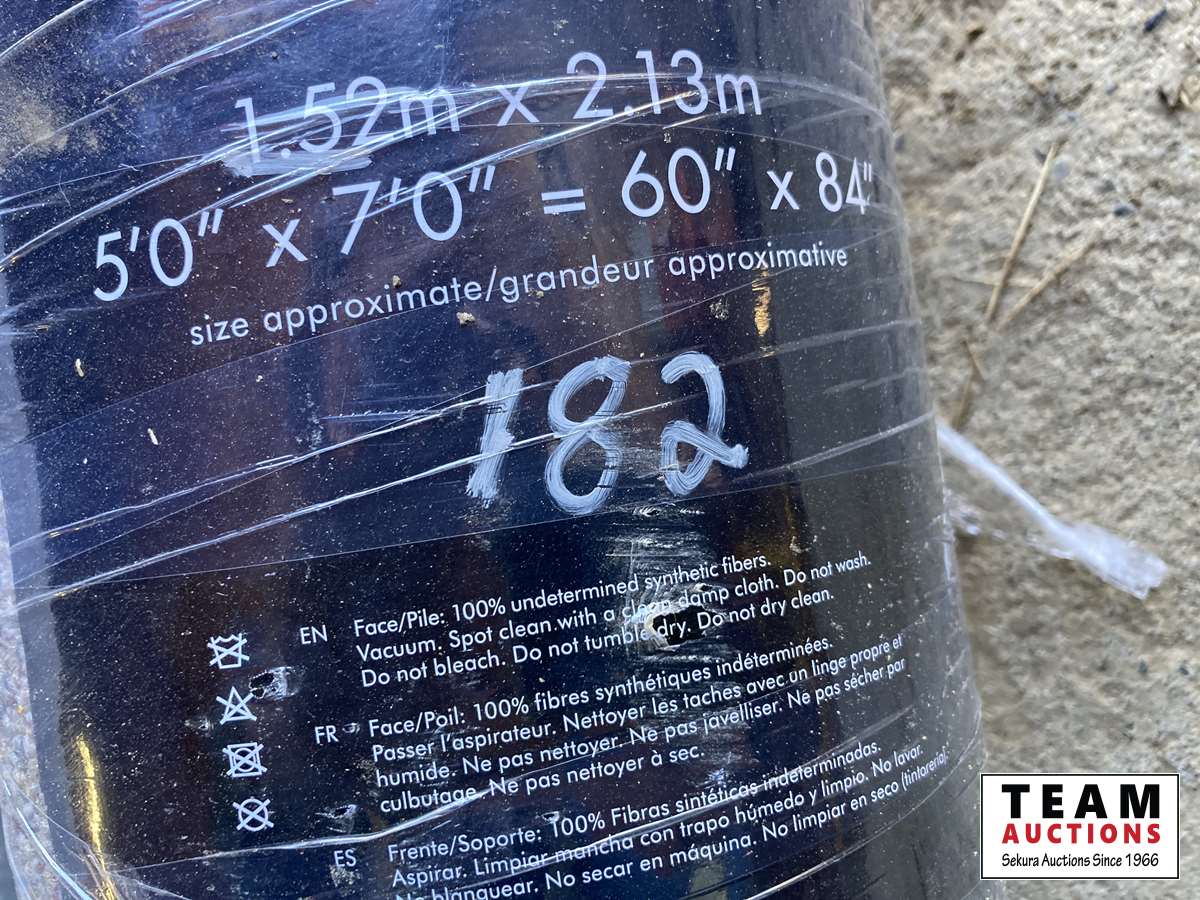 1.52m x 2.13m
5'0" x 7'0" = 60" x 84"
size approximate/grandeur approximative
182
EN Face/Pile: 100% undetermined synthetic fibers.
Vacuum. Spot clean with a clean damp cloth. Do not wash.
Do not bleach. Do not tumble dry. Do not dry clean.
FR Face/Poil: 100% fibres synthétiques indéterminées.
Passer l'aspirateur. Nettoyer les taches avec un linge propre et
humide. Ne pas nettoyer. Ne pas javelliser. Ne pas sécher par
culbutage. Ne pas nettoyer à sec.
ES Frente/Soporte: 100% Fibras sintéticas indeterminadas.
Aspirar. Limpiar mancha con trapo húmedo y limpio. No lavar.
No blanquear. No secar en máquina. No limpiar en seco (tintorería).
TEAM
AUCTIONS
Sekura Auctions Since 1966